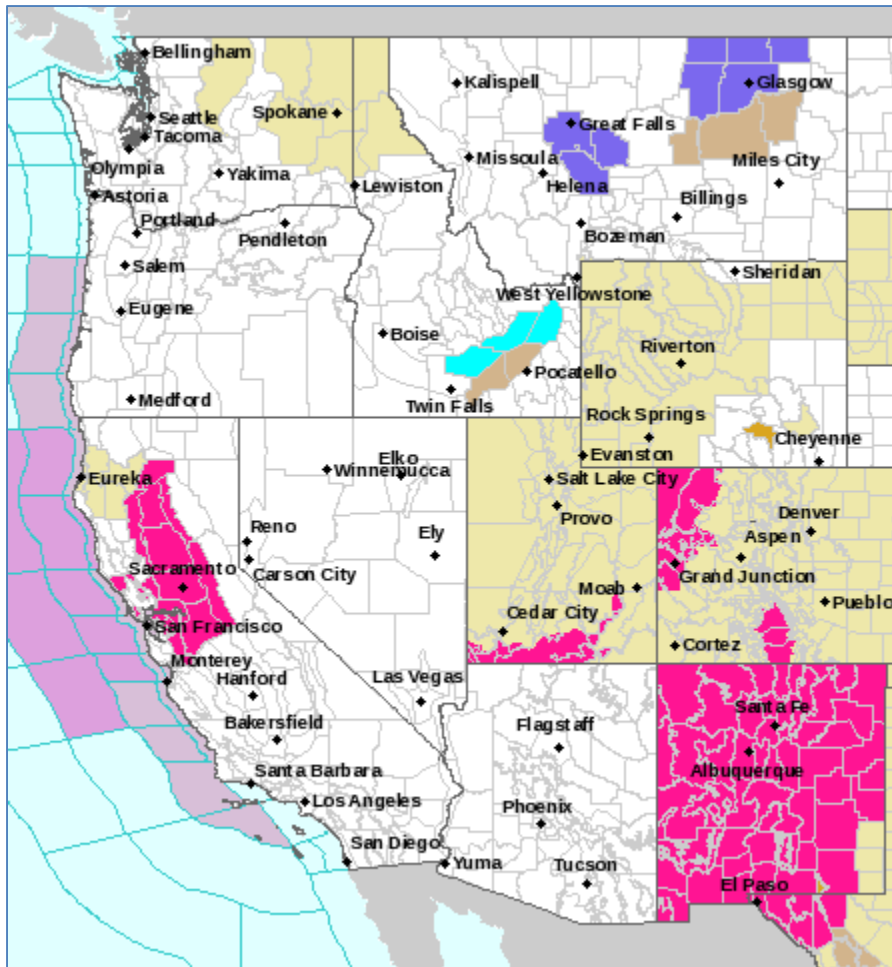 Bellingham
Kalispell
Glasgow
Spokane
Great Falls
Seattle
Tacoma
Olympia
Missoula
Miles City
Yakima
Helena
Lewiston
Astoria
Billings
Portland
Bozeman
Pendleton
Salem
Sheridan
West Yellowstone
Eugene
Boise
Riverton
Pocatello
Medford
Twin Falls
Rock Springs
Cheyenne
Evanston
Elko
Winnemucca
Eureka
Salt Lake City
Provo
Denver
Reno
Ely
Aspen
Sacramento
Carson City
Grand Junction
Moab
Pueblo
Cedar City
San Francisco
Cortez
Monterey
Hanford
Las Vegas
Santa Fe
Bakersfield
Flagstaff
Albuquerque
Santa Barbara
Los Angeles
Phoenix
San Diego
Yuma
Tucson
El Paso